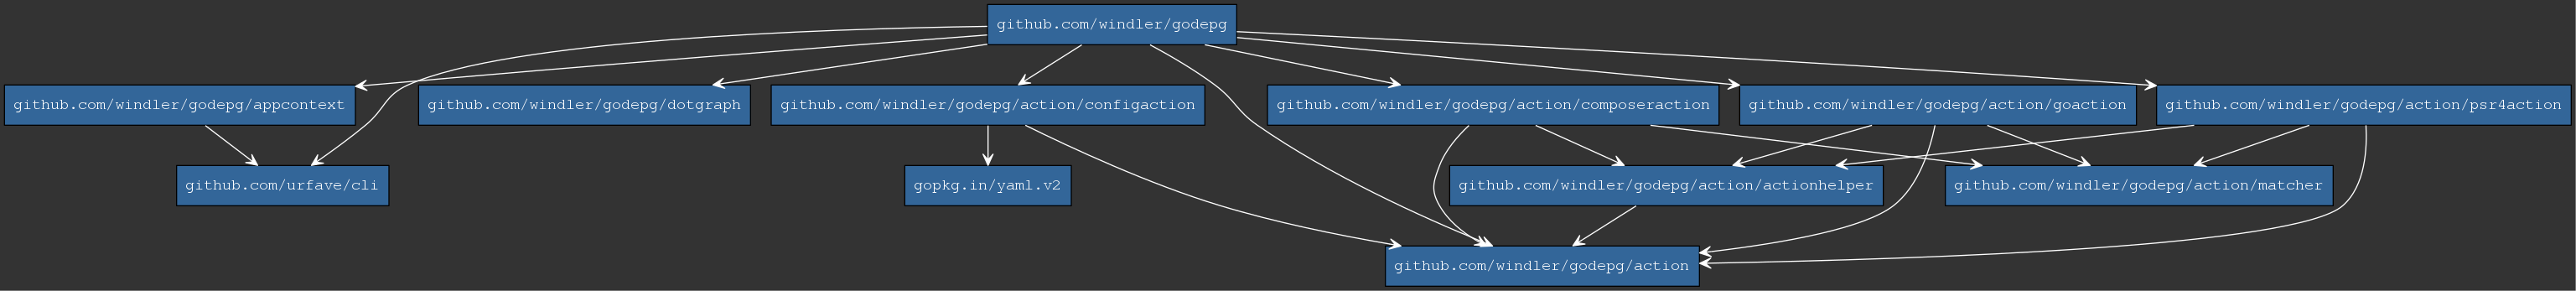 github.com/windler/godepg
github.com/windler/godepg/appcontext
github.com/windler/godepg/dotgraph
github.com/windler/godepg/action/configaction
github.com/windler/godepg/action/composeraction
github.com/windler/godepg/action/goaction
github.com/windler/godepg/action/psr4action
github.com/urfave/cli
gopkg.in/yaml.v2
github.com/windler/godepg/action/actionhelper
github.com/windler/godepg/action/matcher
github.com/windler/godepg/action